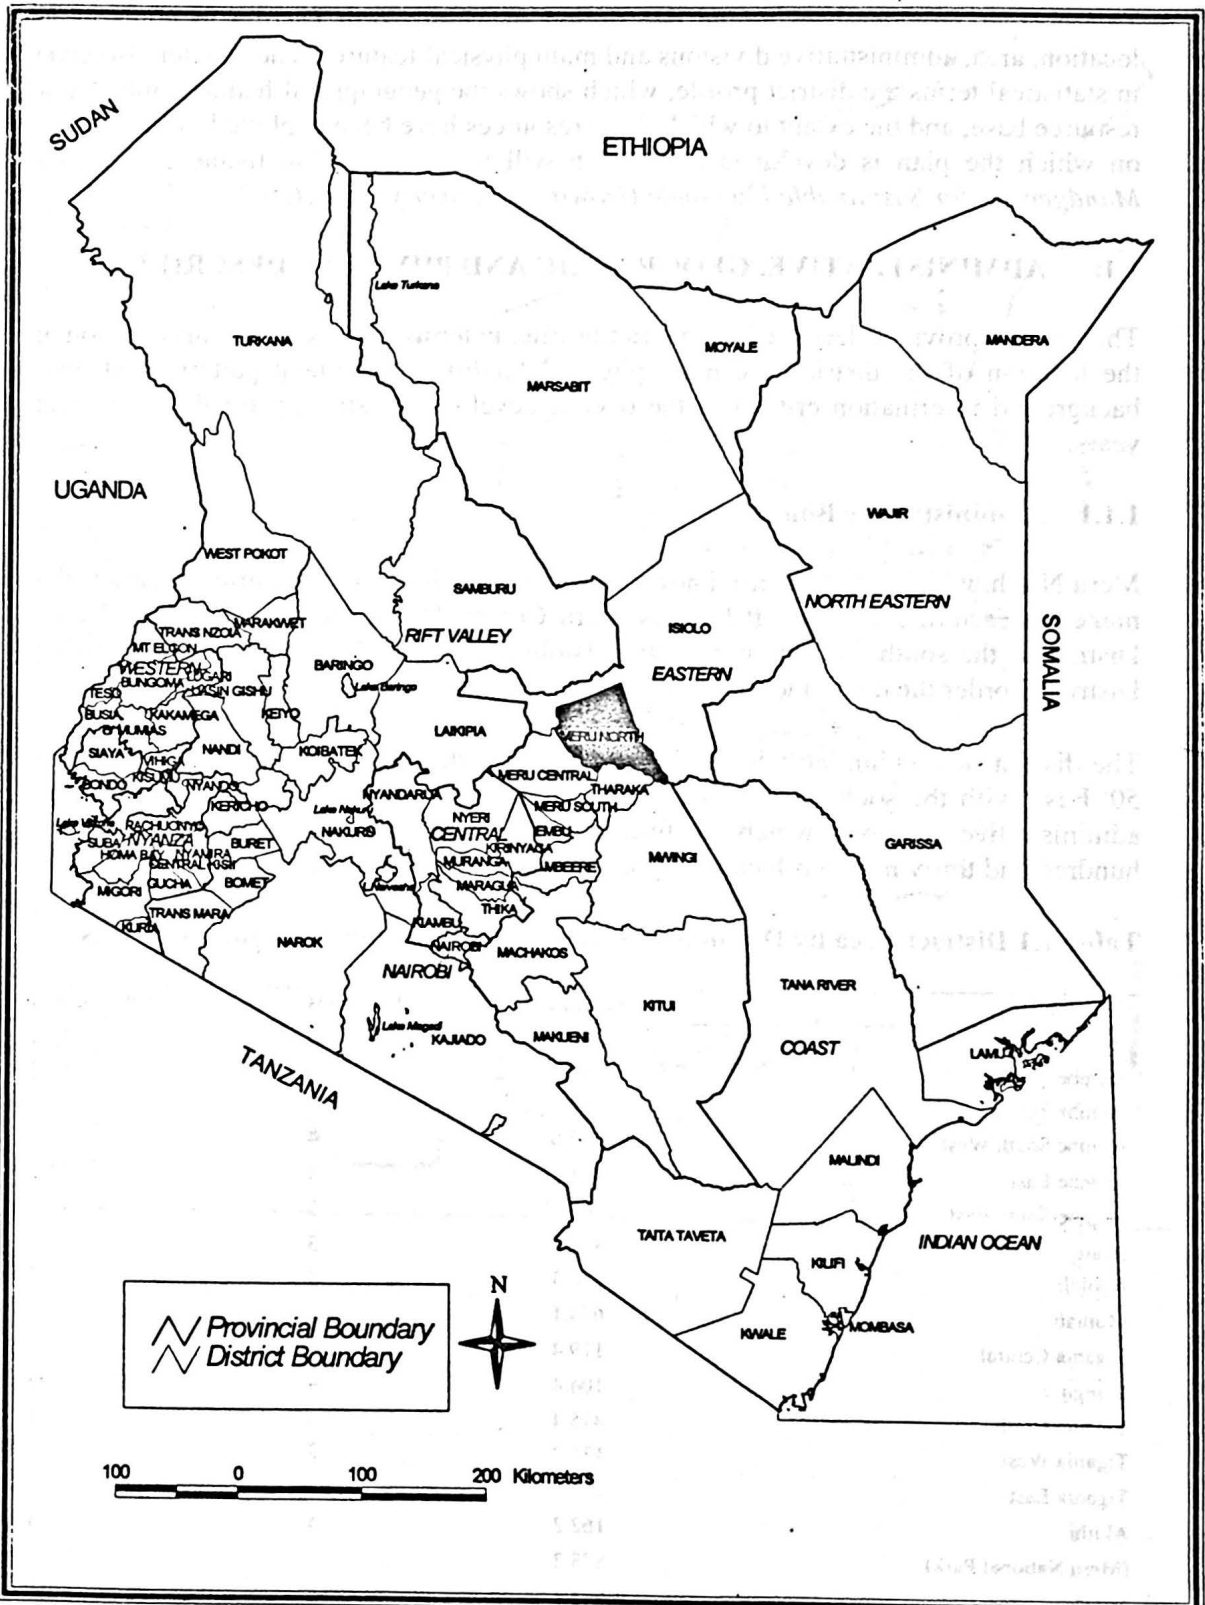 SUDAN
ETHIOPIA
Lake Turkana
TURKANA
MOYALE
MANDERA
MARSABIT
UGANDA
WAJIR
WEST POKOT
SAMBURU
NORTH EASTERN
SOMALIA
MARAKWET
TRANS NZOIA
RIFT VALLEY
ISIOLO
MT ELGON
WESTERN
LUGARI
BARINGO
EASTERN
BUNGOMA
TESO
UASIN GISHU
Lake Baringo
BUSIA
KAKAMEGA
KEIYO
LAIKIPIA
MERU NORTH
B/MUMIAS
SIAYA
NANDI
KOIBATEK
VIHIGA
KISUMU
MERU CENTRAL
BONDO
NYANDO
NYANDARUA
THARAKA
KERICHO
MERU SOUTH
Lake Nakuru
NYERI
Lake Victoria
RACHUONYO
NAKURU
CENTRAL
EMBU
SUBA
NYANZA
BURET
KIRINYAGA
MWINGI
GARISSA
HOMA BAY
NYAMIRA
MURANGA
MBEERE
CENTRAL KISII
MIGORI
GUCHA
BOMET
L Naivasha
MARAGUA
THIKA
TRANS MARA
KURIA
KIAMBU
NAROK
NAIROBI
MACHAKOS
NAIROBI
TANA RIVER
KITUI
Lake Magadi
KAJIADO
MAKUENI
COAST
LAMU
TANZANIA
MALINDI
TAITA TAVETA
INDIAN OCEAN
KILIFI
KWALE
MOMBASA
N
Provincial Boundary
District Boundary
100 0 100 200 Kilometers